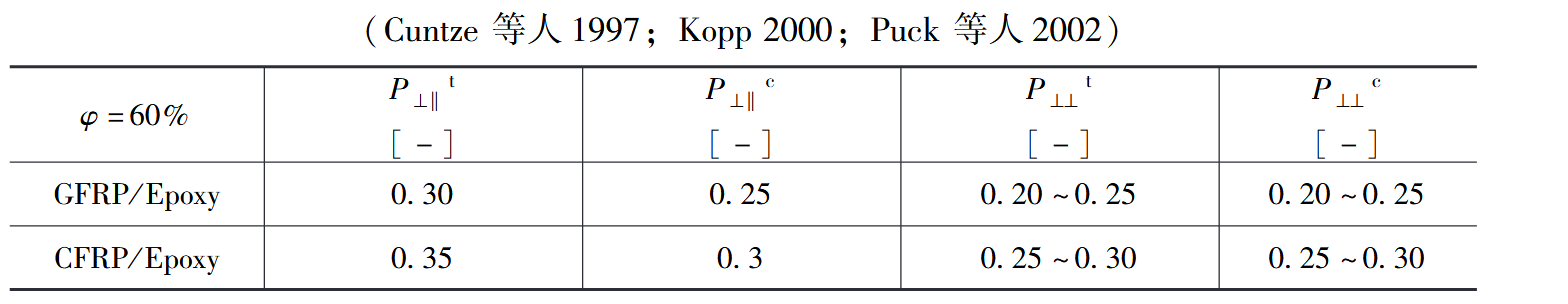 (Cuntze 等人 1997; Kopp 2000; Puck 等人 2002)
φ=60% P⊥∥t [-] P⊥∥c [-] P⊥⊥t [-] P⊥⊥c [-]
GFRP/Epoxy 0.30 0.25 0.20~0.25 0.20~0.25
CFRP/Epoxy 0.35 0.3 0.25~0.30 0.25~0.30